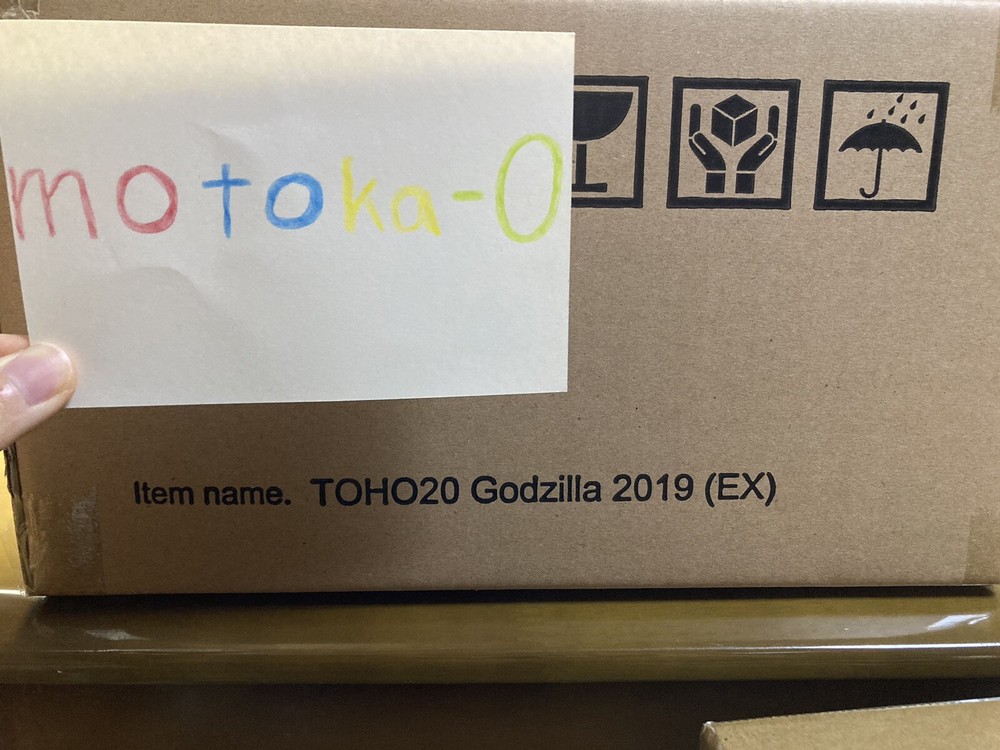 motoka-0
Item name. TOHO20 Godzilla 2019 (EX)